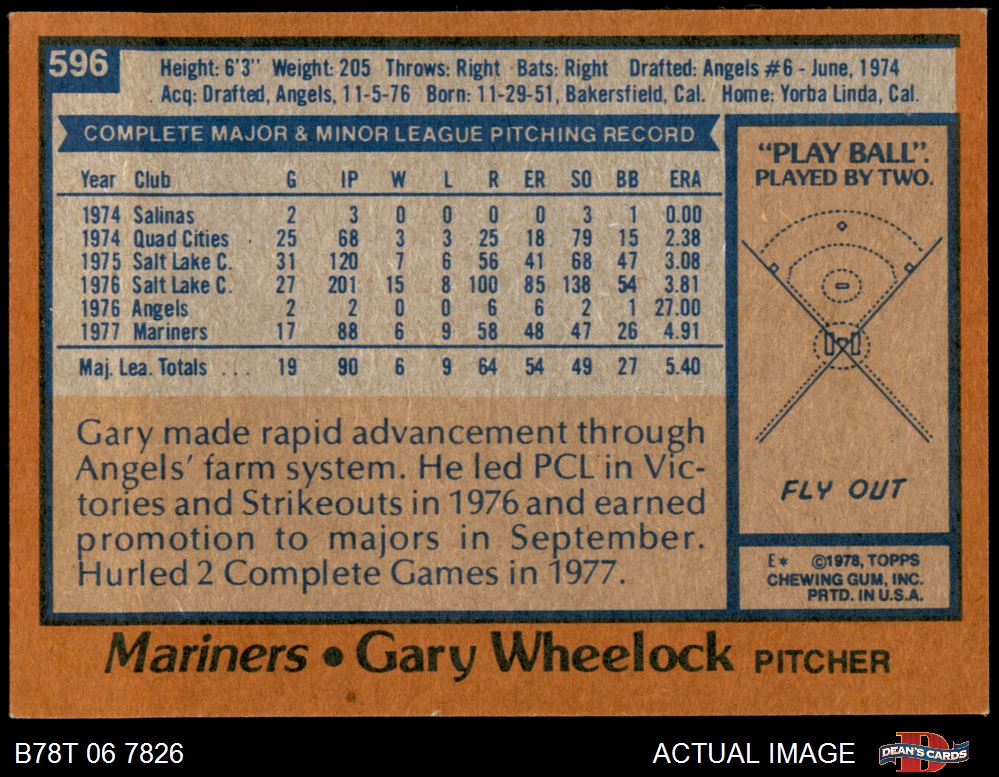 596
Height: 6'3" Weight: 205 Throws: Right Bats: Right Drafted: Angels #6 - June, 1974
Acq: Drafted, Angels, 11-5-76 Born: 11-29-51, Bakersfield, Cal. Home: Yorba Linda, Cal.
COMPLETE MAJOR & MINOR LEAGUE PITCHING RECORD
Year Club G IP W L R ER SO BB ERA
1974 Salinas 2 3 0 0 0 0 3 1 0.00
1974 Quad Cities 25 68 3 3 25 18 79 15 2.38
1975 Salt Lake C. 31 120 7 6 56 41 68 47 3.08
1976 Salt Lake C. 27 201 15 8 100 85 138 54 3.81
1976 Angels 2 2 0 0 6 6 2 1 27.00
1977 Mariners 17 88 6 9 58 48 47 26 4.91
Maj. Lea. Totals ... 19 90 6 9 64 54 49 27 5.40
Gary made rapid advancement through
Angels' farm system. He led PCL in Vic-
tories and Strikeouts in 1976 and earned
promotion to majors in September.
Hurled 2 Complete Games in 1977.
"PLAY BALL".
PLAYED BY TWO.
FLY OUT
E* ©1978, TOPPS
CHEWING GUM, INC.
PRTD. IN U.S.A.
Mariners • Gary Wheelock PITCHER
B78T 06 7826 ACTUAL IMAGE
DEAN'S CARDS